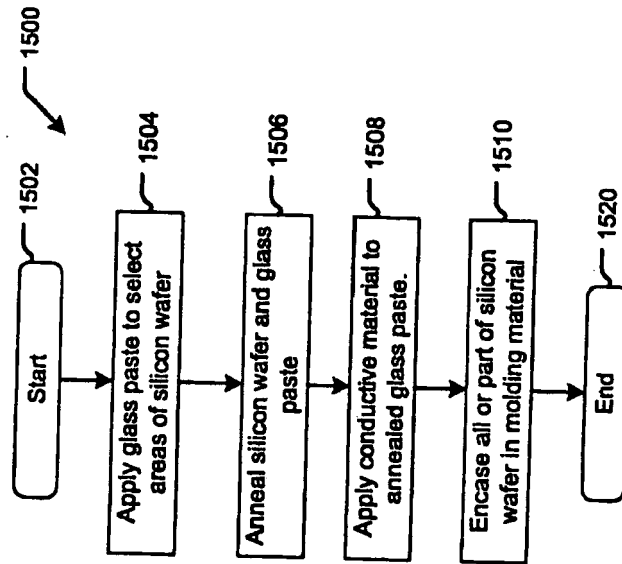 1500
Start
1502
Apply glass paste to select
areas of silicon wafer
1504
Anneal silicon wafer and glass
paste
1506
Apply conductive material to
annealed glass paste.
1508
Encase all or part of silicon
wafer in molding material
1510
End
1520